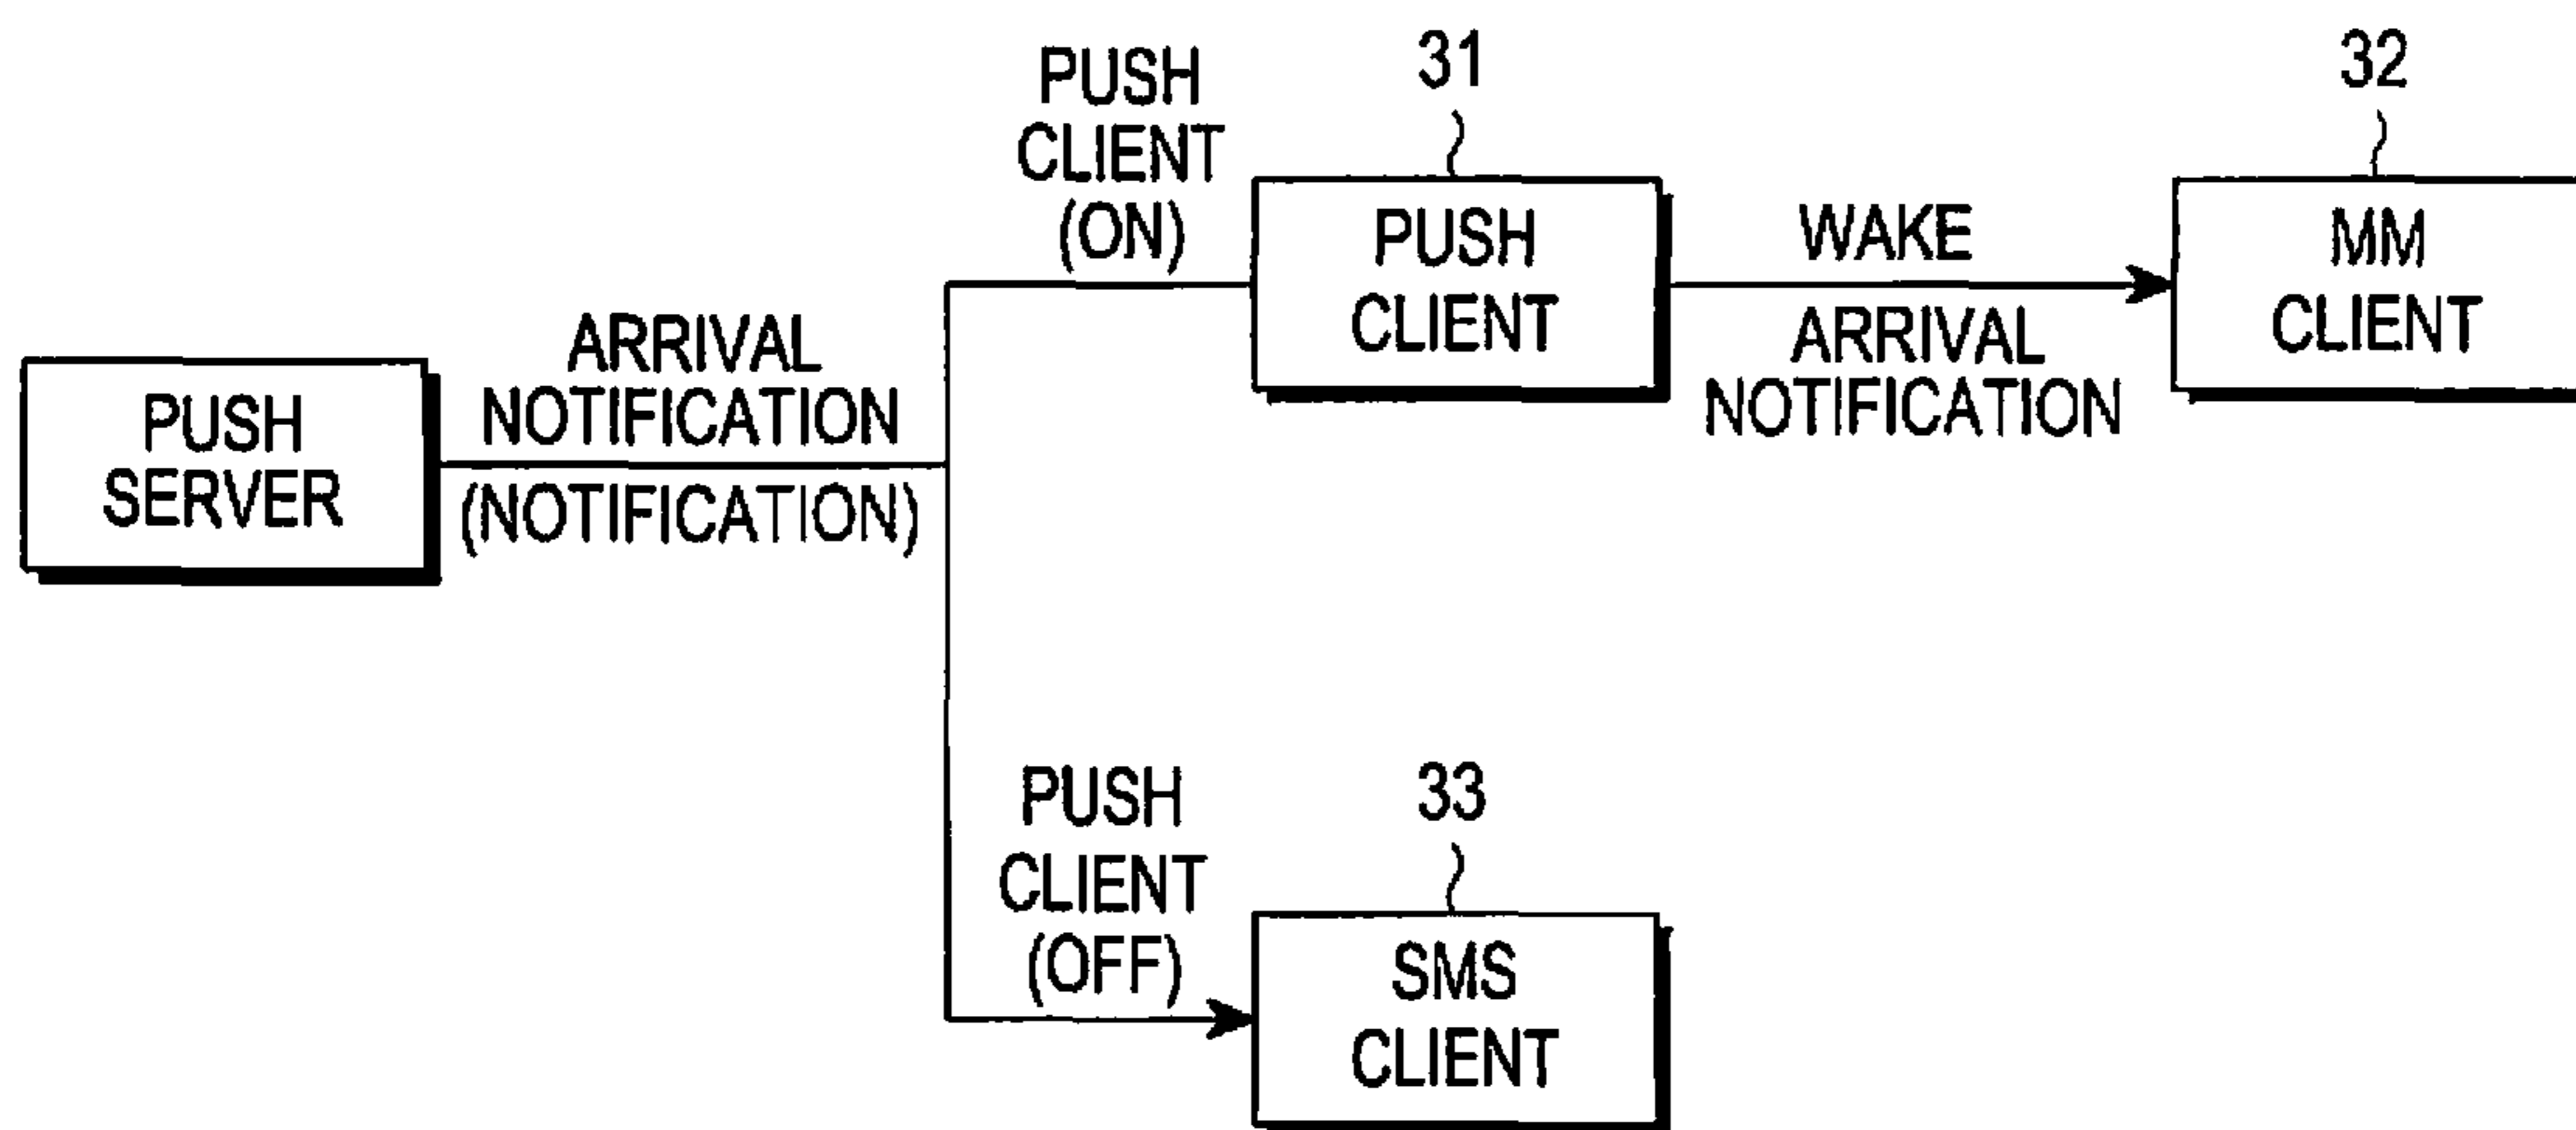 31
32
PUSH
CLIENT
(ON)
PUSH
CLIENT
WAKE
ARRIVAL
NOTIFICATION
MM
CLIENT
PUSH
SERVER
ARRIVAL
NOTIFICATION
(NOTIFICATION)
PUSH
CLIENT
(OFF)
33
SMS
CLIENT